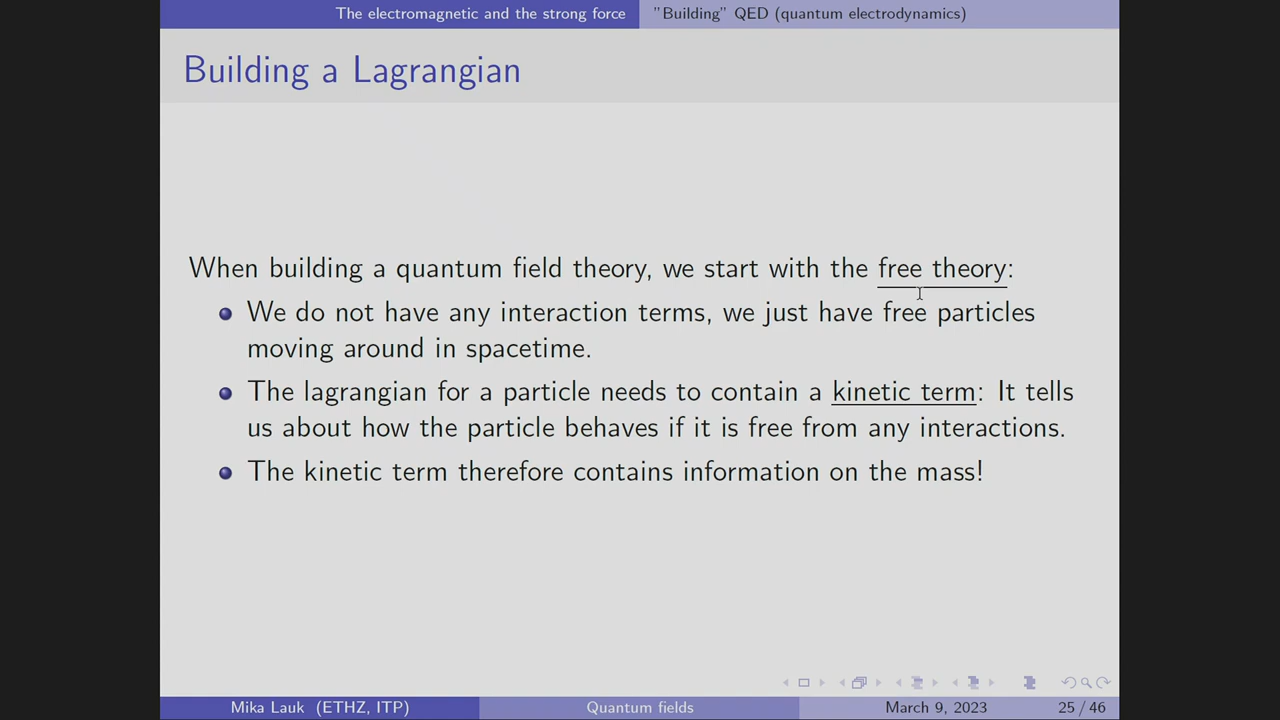 The electromagnetic and the strong force
"Building" QED (quantum electrodynamics)
Building a Lagrangian
When building a quantum field theory, we start with the free theory:
We do not have any interaction terms, we just have free particles
moving around in spacetime.
The lagrangian for a particle needs to contain a kinetic term: It tells
us about how the particle behaves if it is free from any interactions.
The kinetic term therefore contains information on the mass!
Mika Lauk (ETHZ, ITP)
Quantum fields
March 9, 2023
25 / 46